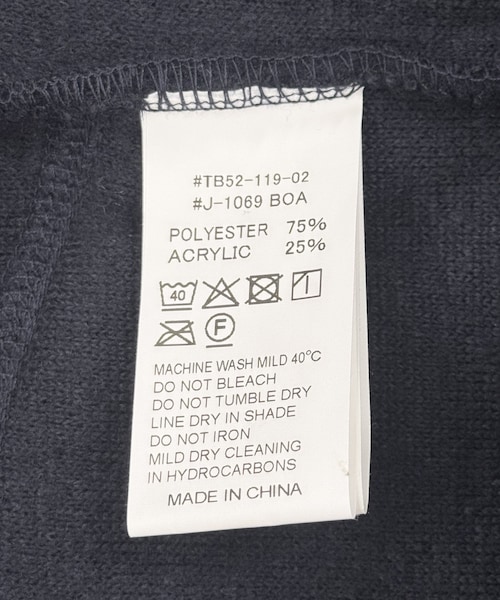 #TB52-119-02
#J-1069 BOA
POLYESTER 75%
ACRYLIC 25%
40
F
MACHINE WASH MILD 40°C
DO NOT BLEACH
DO NOT TUMBLE DRY
LINE DRY IN SHADE
DO NOT IRON
MILD DRY CLEANING
IN HYDROCARBONS
MADE IN CHINA